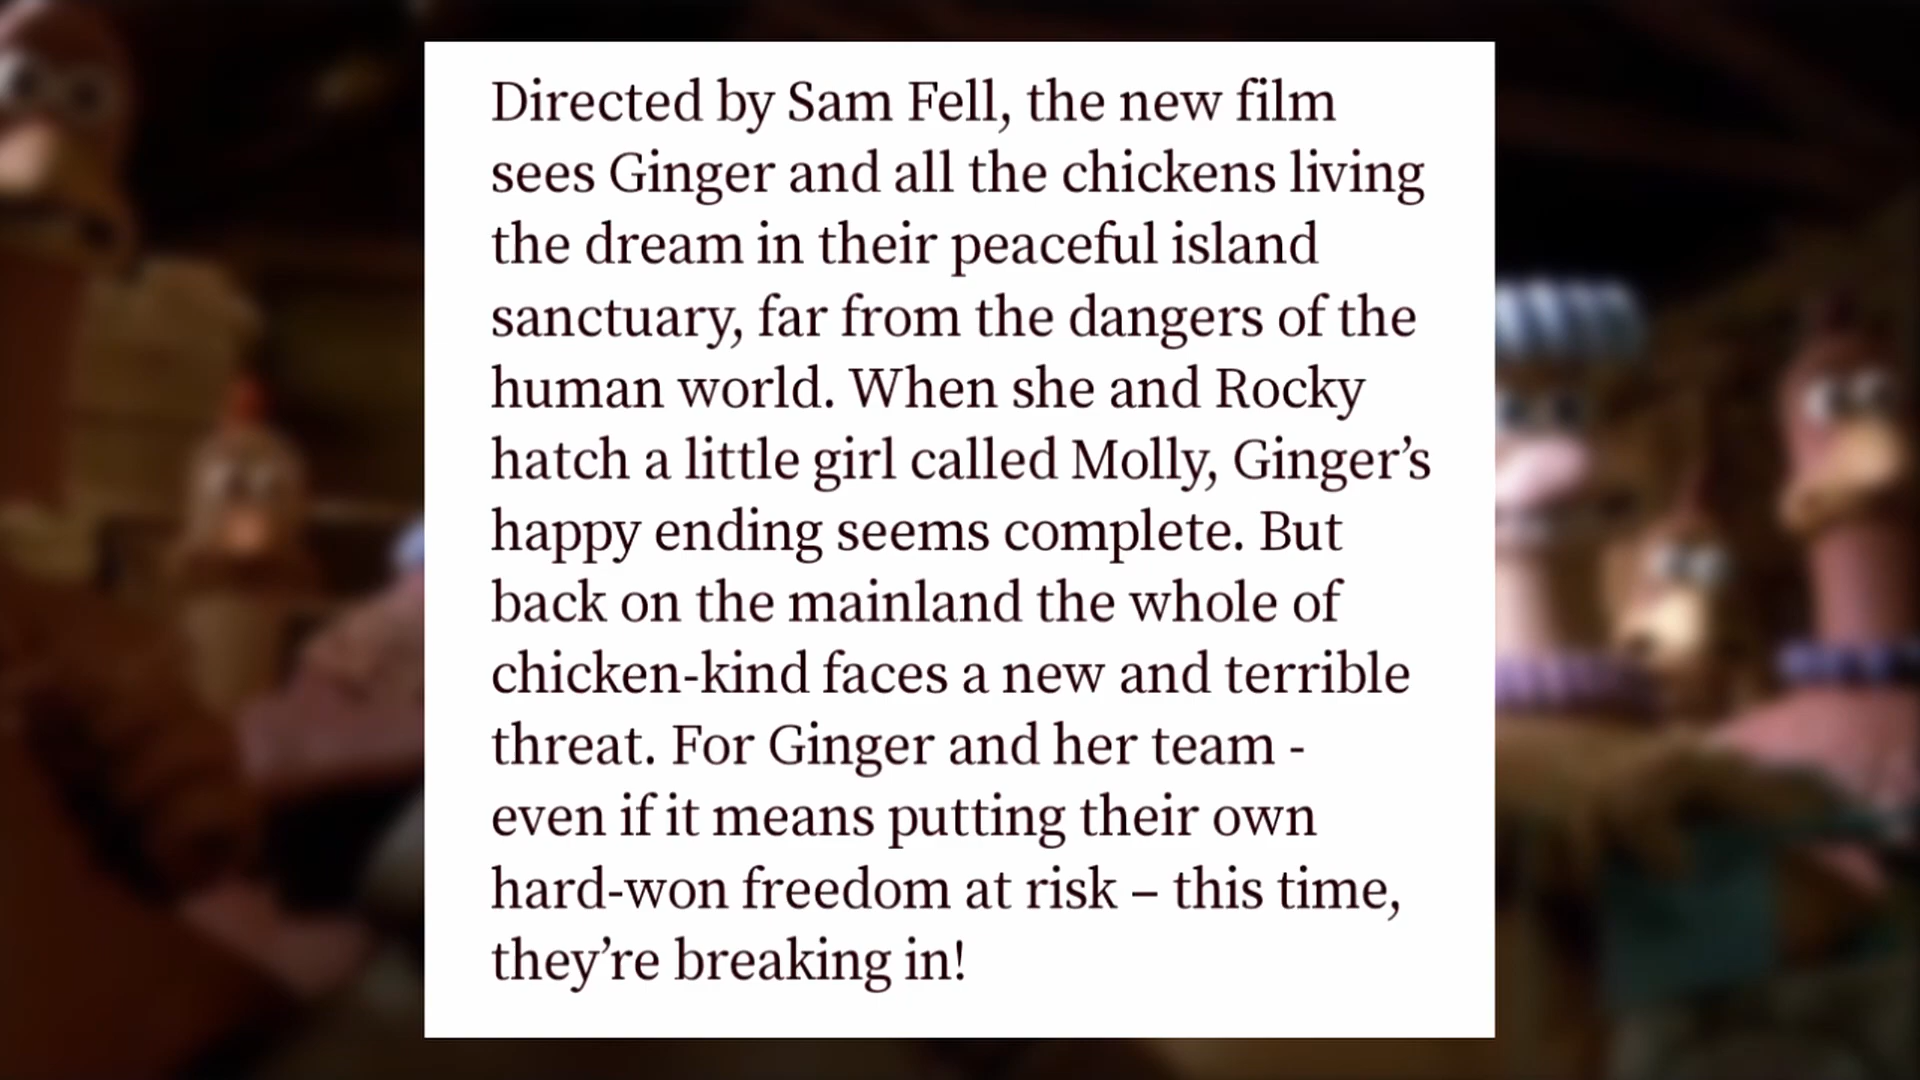 Directed by Sam Fell, the new film
sees Ginger and all the chickens living
the dream in their peaceful island
sanctuary, far from the dangers of the
human world. When she and Rocky
hatch a little girl called Molly, Ginger’s
happy ending seems complete. But
back on the mainland the whole of
chicken-kind faces a new and terrible
threat. For Ginger and her team -
even if it means putting their own
hard-won freedom at risk – this time,
they’re breaking in!